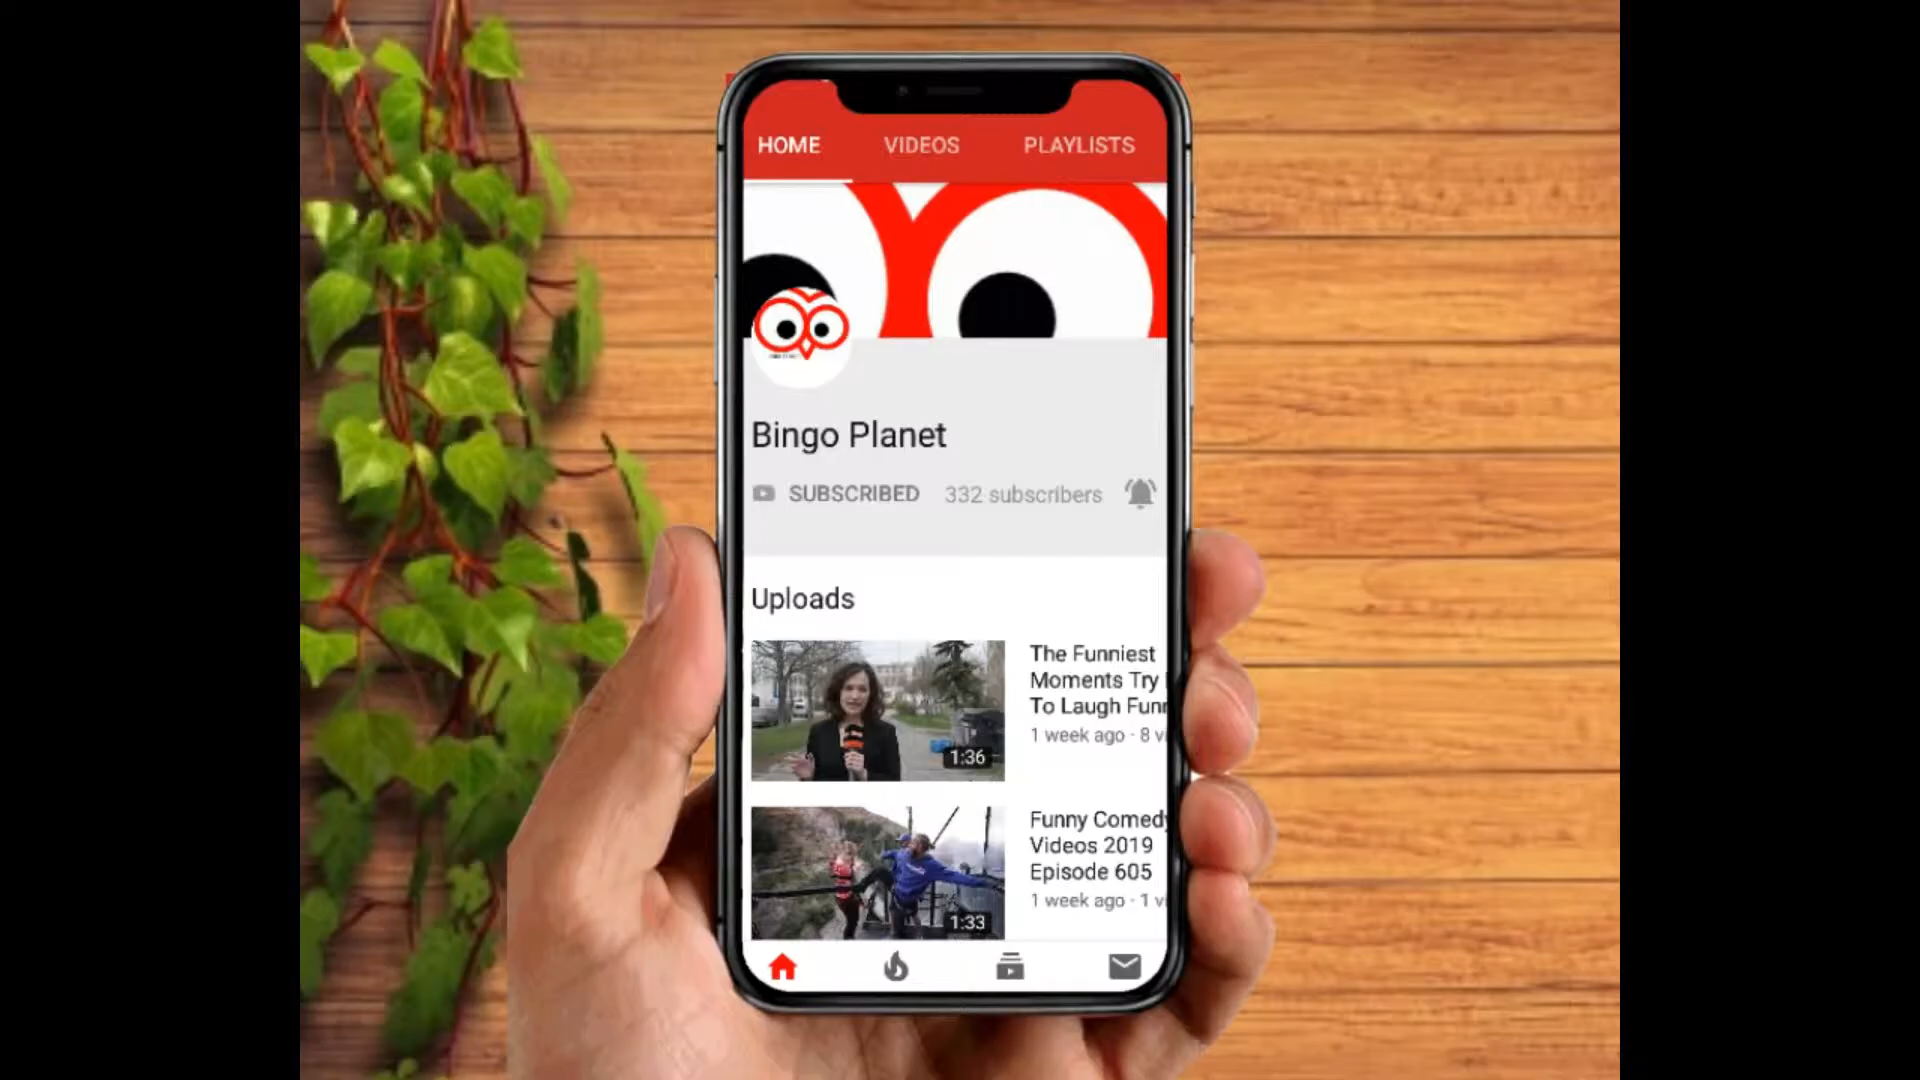 HOME VIDEOS PLAYLISTS
Bingo Planet
SUBSCRIBED 332 subscribers
Uploads
The Funniest
Moments Try
To Laugh
1 week ago · 8
1:36
Funny Comedy
Videos 2019
Episode 605
1 week ago · 1
1:33